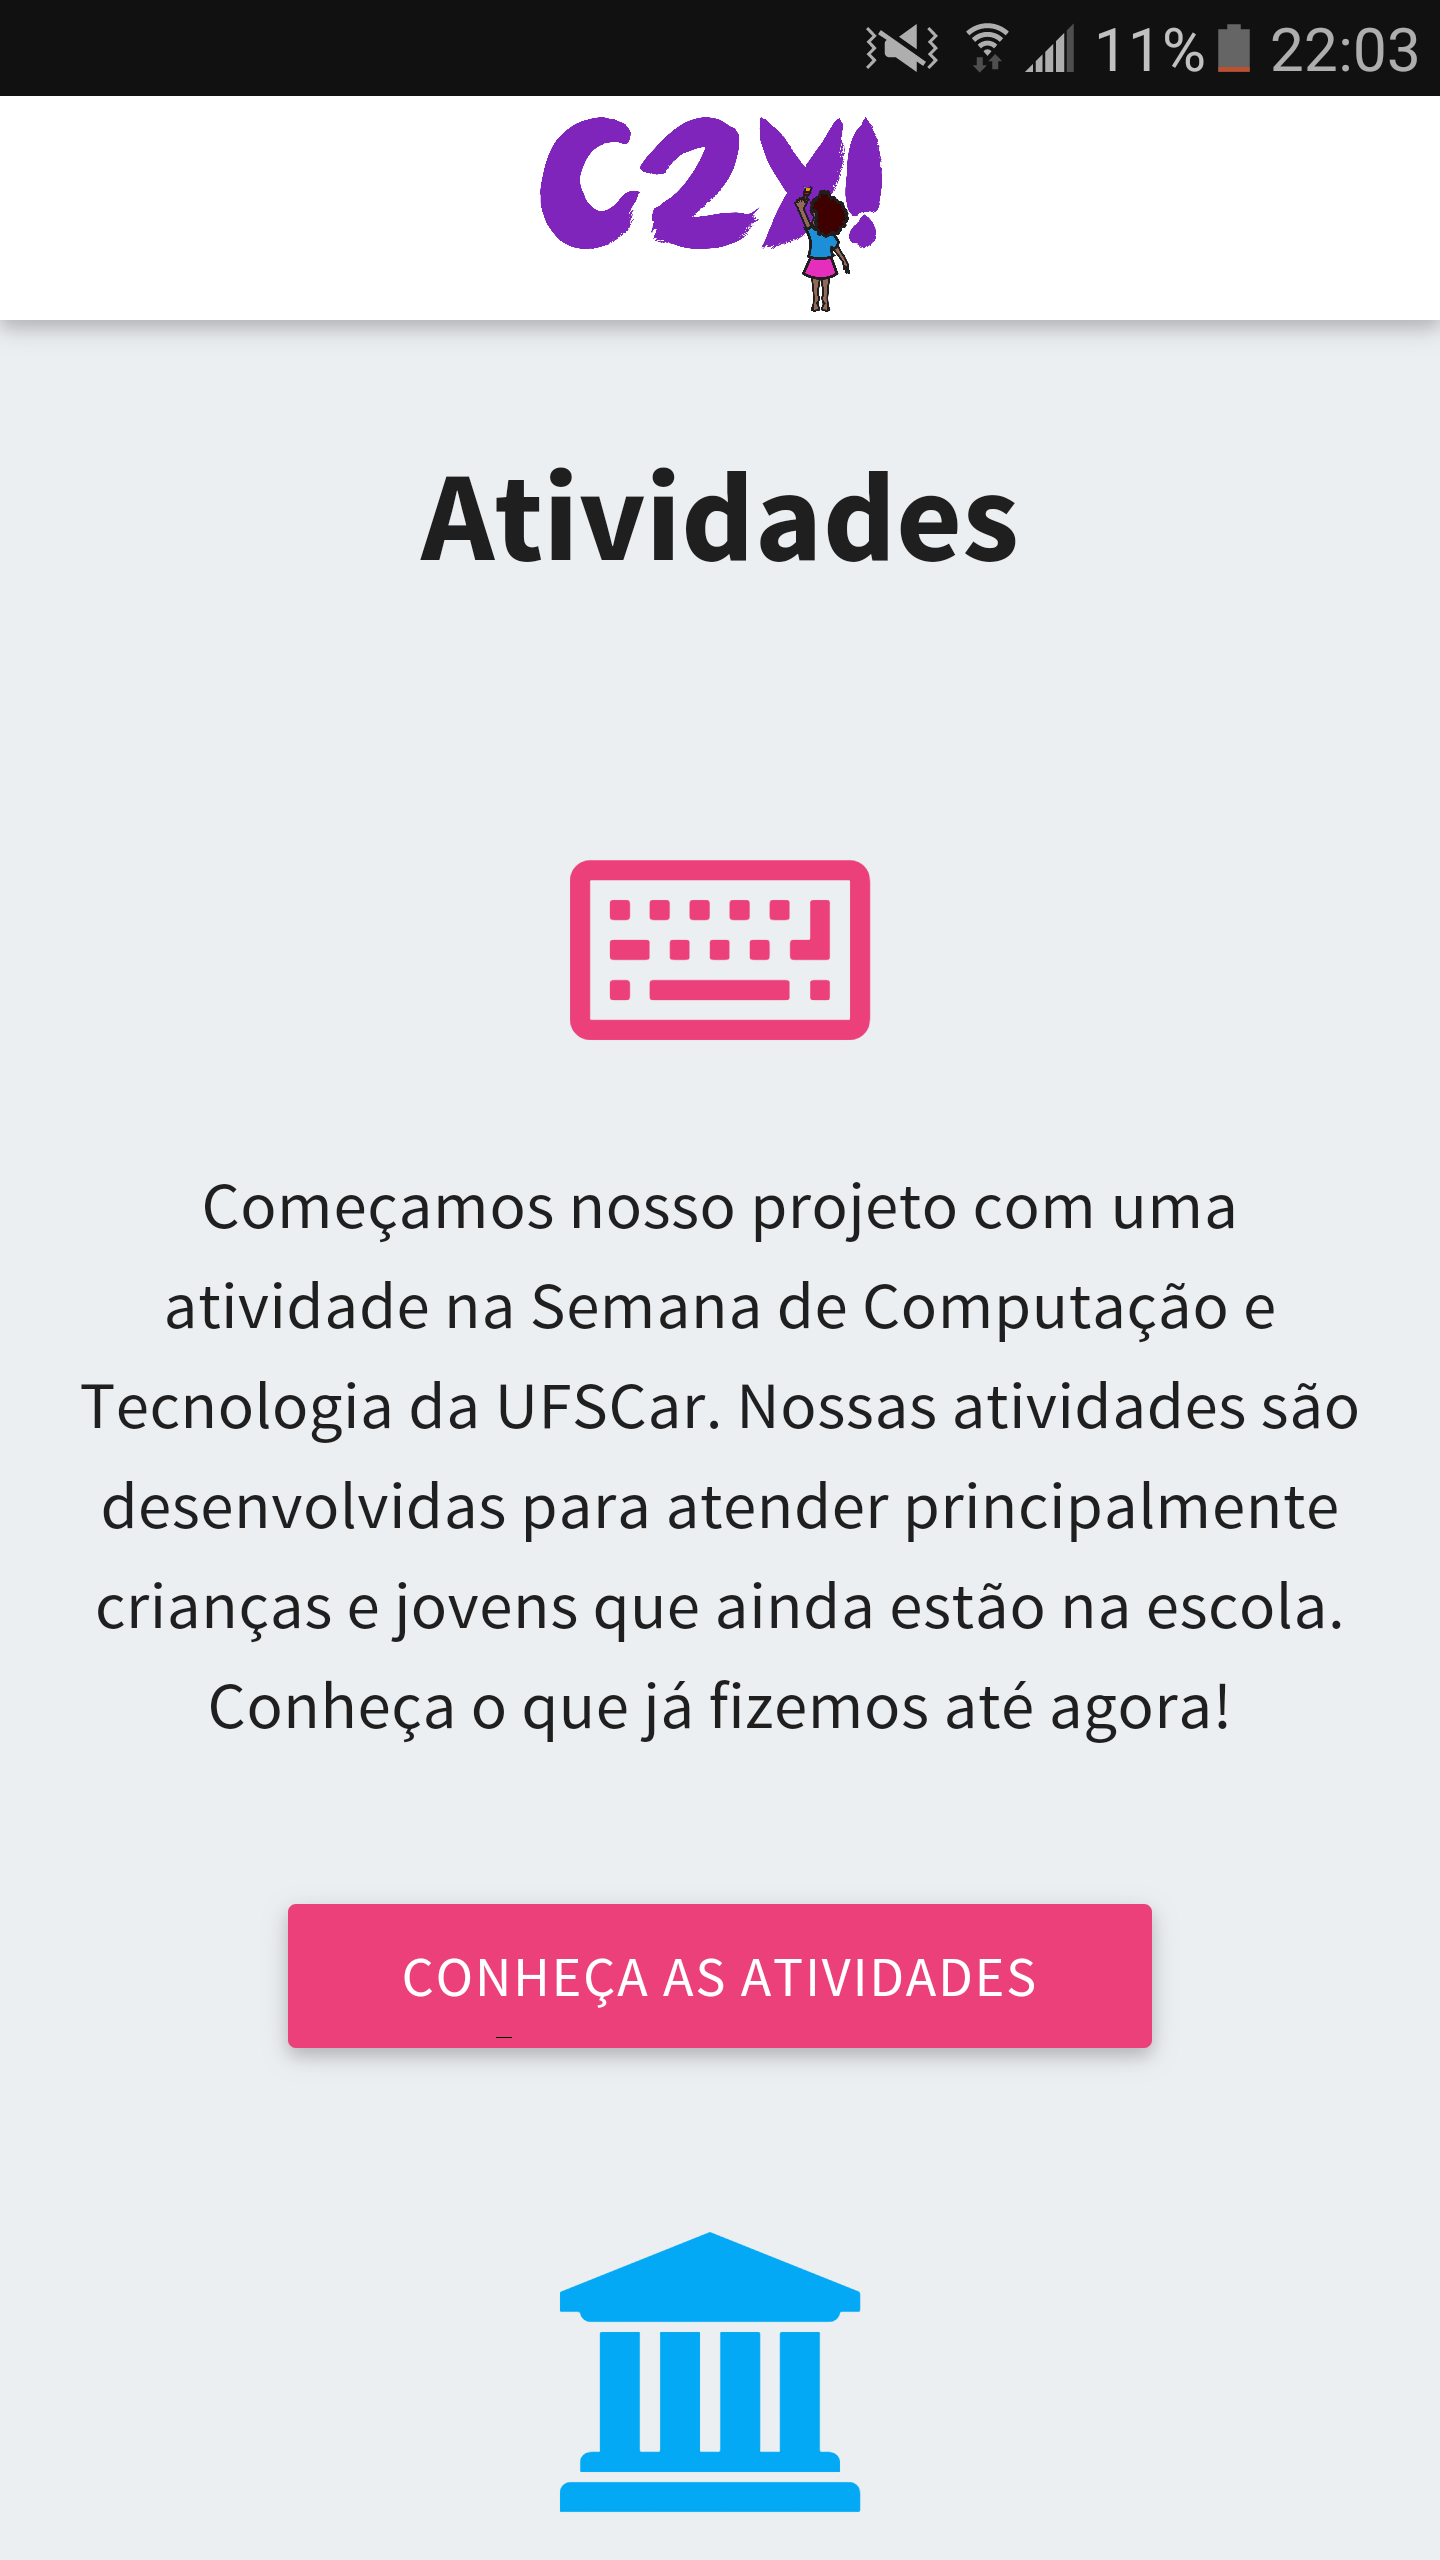 11% 22:03
C2Y!
Atividades
Começamos nosso projeto com uma
atividade na Semana de Computação e
Tecnologia da UFSCar. Nossas atividades são
desenvolvidas para atender principalmente
crianças e jovens que ainda estão na escola.
Conheça o que já fizemos até agora!
CONHEÇA AS ATIVIDADES